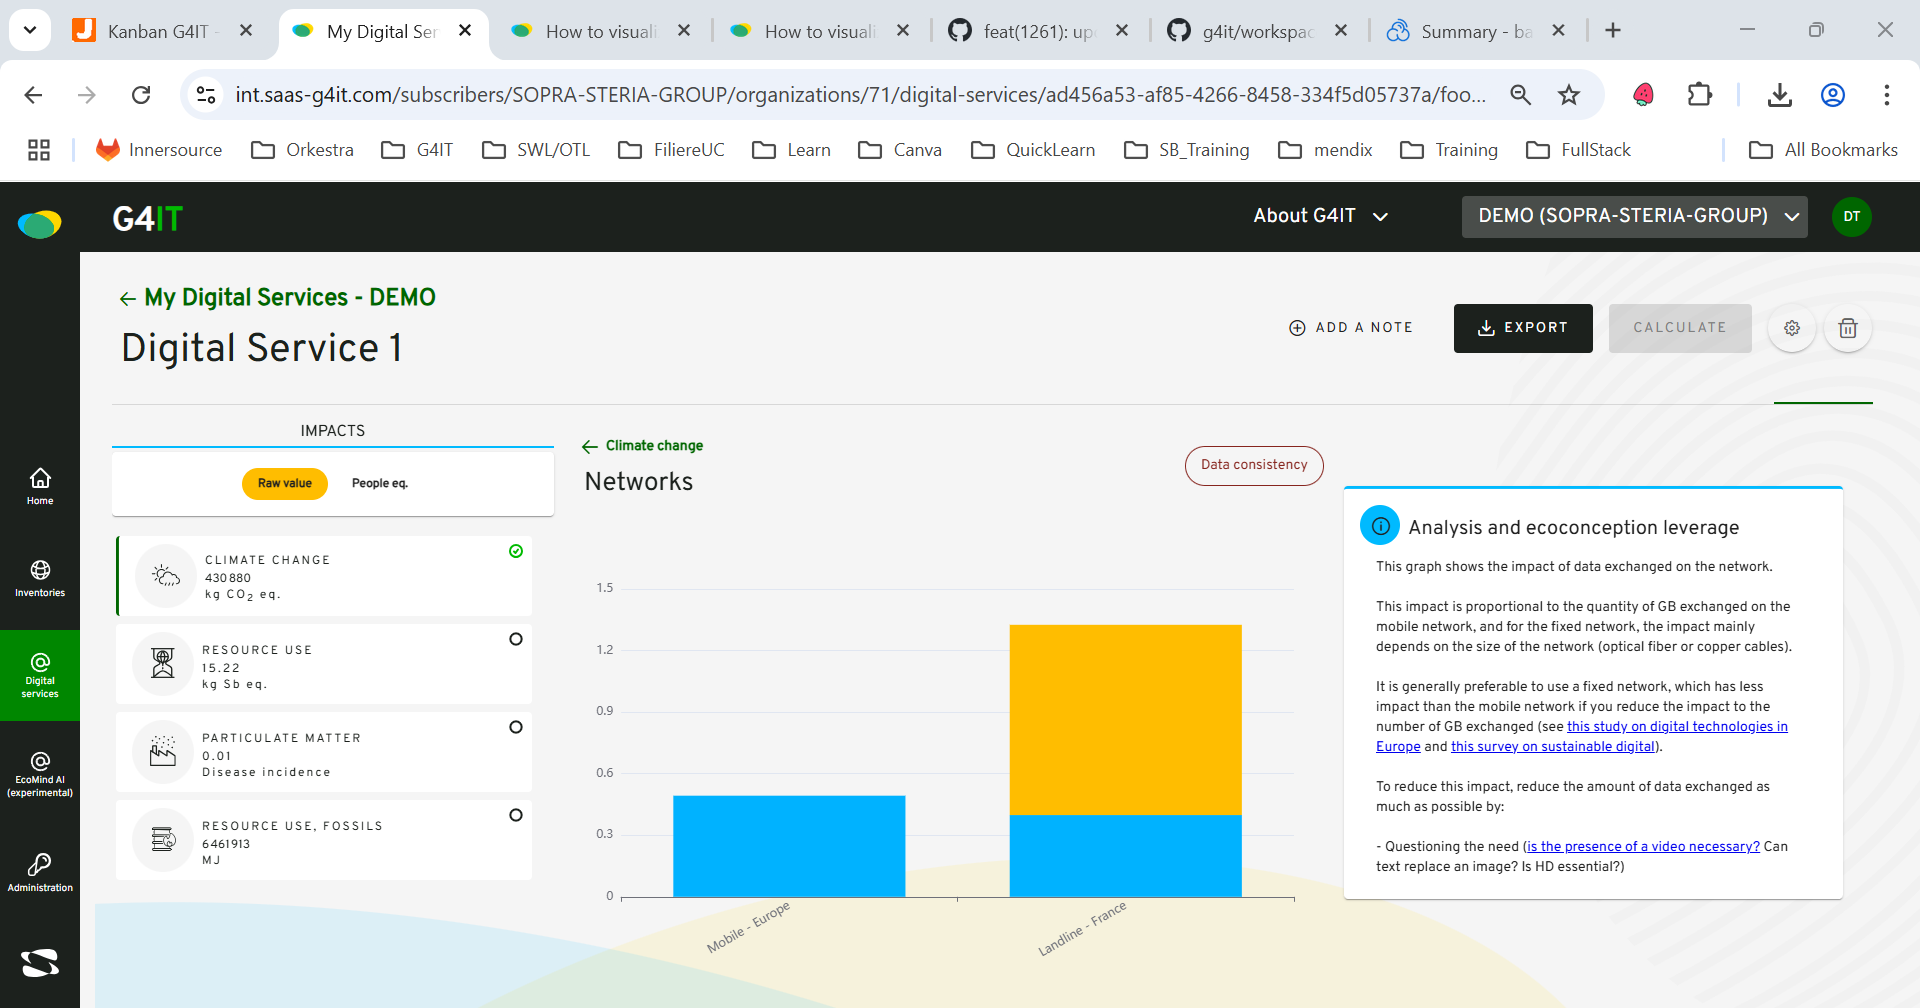 Kanban G4IT -
My Digital Ser
How to visuali
How to visuali
feat(1261): up
g4it/workspac
Summary - ba
int.saas-g4it.com/subscribers/SOPRA-STERIA-GROUP/organizations/71/digital-services/ad456a53-af85-4266-8458-334f5d05737a/foo...
Innersource
Orkestra
G4IT
SWL/OTL
FiliereUC
Learn
Canva
QuickLearn
SB_Training
mendix
Training
FullStack
All Bookmarks
G4IT
About G4IT
DEMO (SOPRA-STERIA-GROUP)
DT
Home
Inventories
Digital
services
EcoMind AI
(experimental)
Administration
My Digital Services - DEMO
Digital Service 1
ADD A NOTE
EXPORT
CALCULATE
IMPACTS
Raw value
People eq.
CLIMATE CHANGE
430880
kg CO2 eq.
RESOURCE USE
15.22
kg Sb eq.
PARTICULATE MATTER
0.01
Disease incidence
RESOURCE USE, FOSSILS
6461913
MJ
Climate change
Networks
Data consistency
1.5
1.2
0.9
0.6
0.3
0
Mobile - Europe
Landline - France
Analysis and ecoconception leverage
This graph shows the impact of data exchanged on the network.
This impact is proportional to the quantity of GB exchanged on the
mobile network, and for the fixed network, the impact mainly
depends on the size of the network (optical fiber or copper cables).
It is generally preferable to use a fixed network, which has less
impact than the mobile network if you reduce the impact to the
number of GB exchanged (see this study on digital technologies in
Europe and this survey on sustainable digital).
To reduce this impact, reduce the amount of data exchanged as
much as possible by:
- Questioning the need (is the presence of a video necessary? Can
text replace an image? Is HD essential?)